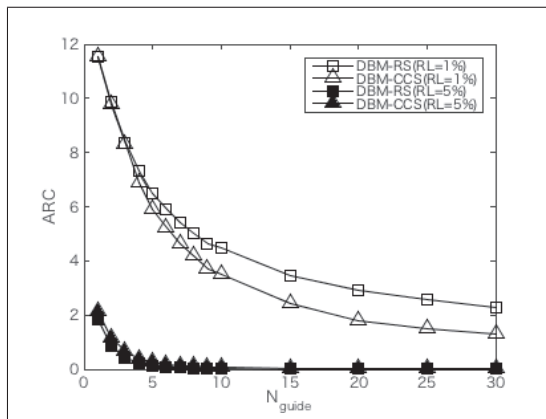 12
10
8
6
4
2
0
ARC
DBM-RS(RL=1%)
DBM-CCS(RL=1%)
DBM-RS(RL=5%)
DBM-CCS(RL=5%)
0 5 10 15 20 25 30
N_guide